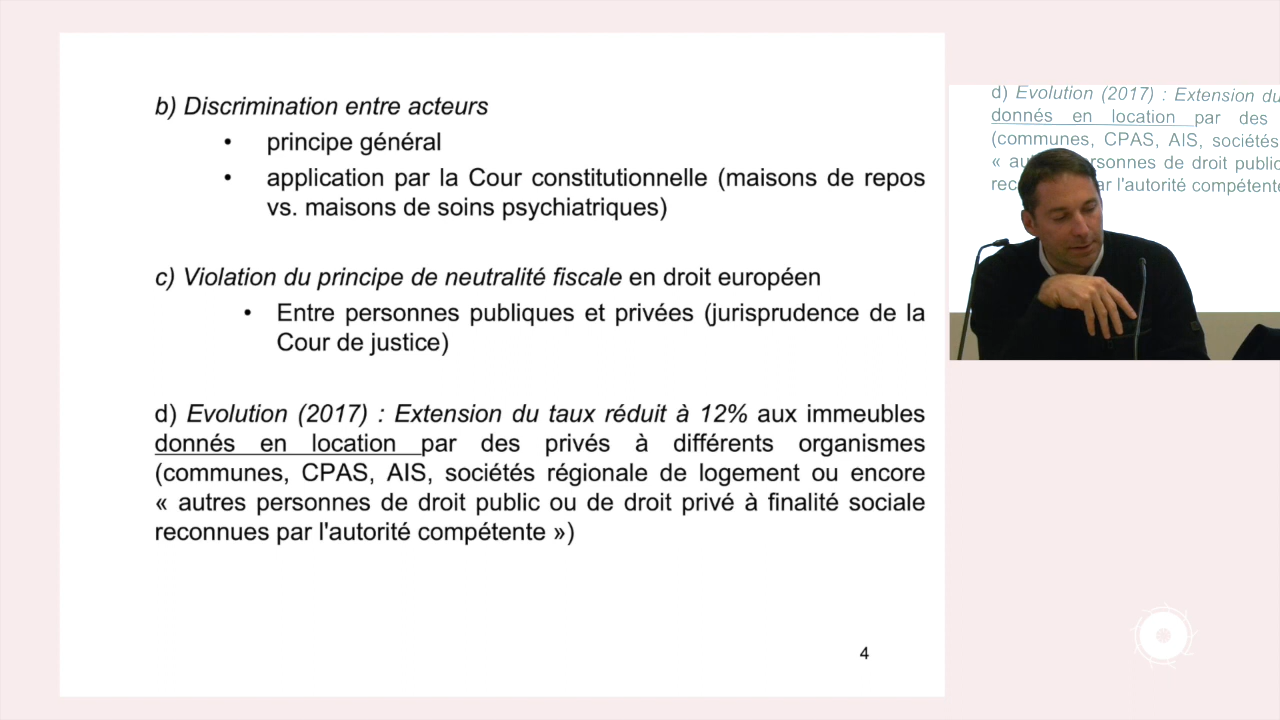 b) Discrimination entre acteurs
• principe général
• application par la Cour constitutionnelle (maisons de repos
vs. maisons de soins psychiatriques)
c) Violation du principe de neutralité fiscale en droit européen
• Entre personnes publiques et privées (jurisprudence de la
Cour de justice)
d) Evolution (2017) : Extension du taux réduit à 12% aux immeubles
donnés en location par des privés à différents organismes
(communes, CPAS, AIS, sociétés régionale de logement ou encore
« autres personnes de droit public ou de droit privé à finalité sociale
reconnues par l'autorité compétente »)
4
d) Evolution (2017) : Extension du
donnés en location par des
(communes, CPAS, AIS, sociétés
« au rsonnes de droit public
rec ar l'autorité compétente